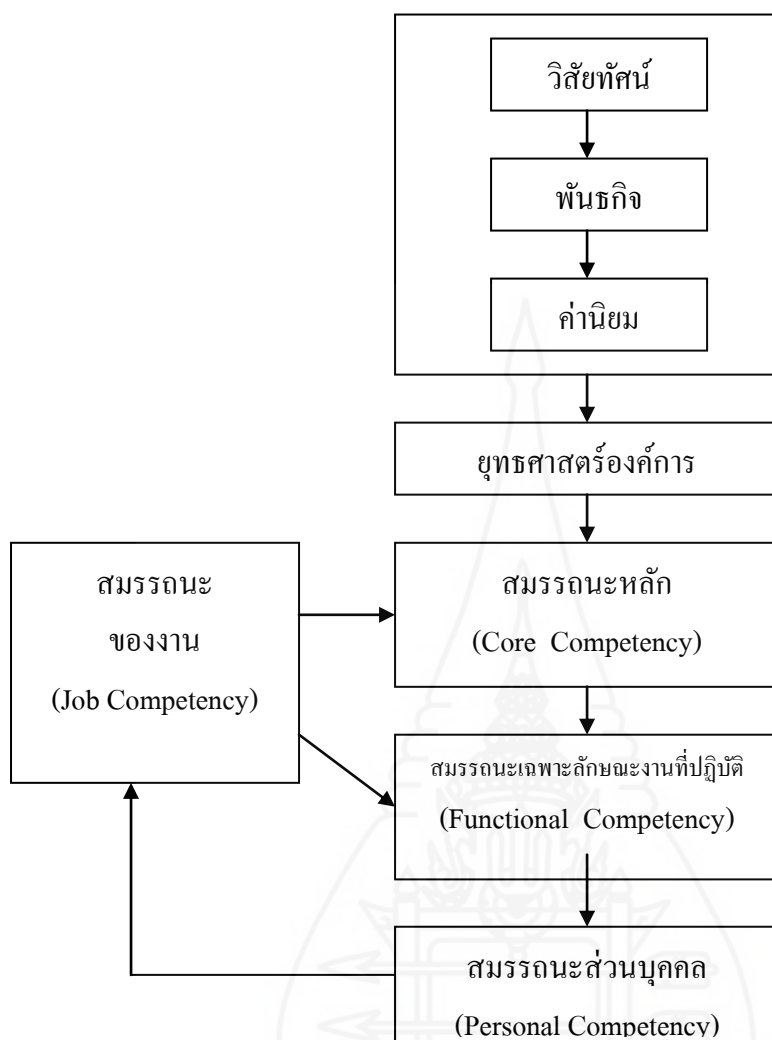 วิสัยทัศน์
พันธกิจ
ค่านิยม
ยุทธศาสตร์องค์การ
สมรรถนะ
ของงาน
(Job Competency)
สมรรถนะหลัก
(Core Competency)
สมรรถนะเฉพาะลักษณะงานที่ปฏิบัติ
(Functional Competency)
สมรรถนะส่วนบุคคล
(Personal Competency)